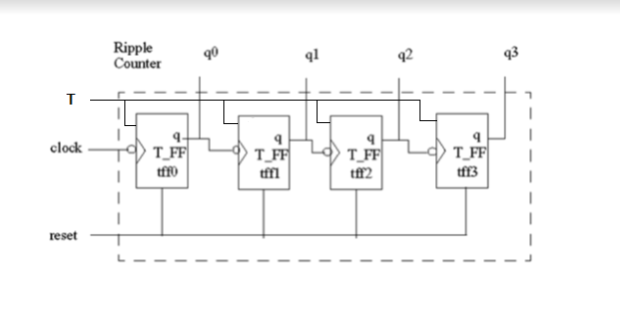 Ripple
Counter
q0
q1
q2
q3
T
clock
q
T_FF
tff0
q
T_FF
tff1
q
T_FF
tff2
q
T_FF
tff3
reset